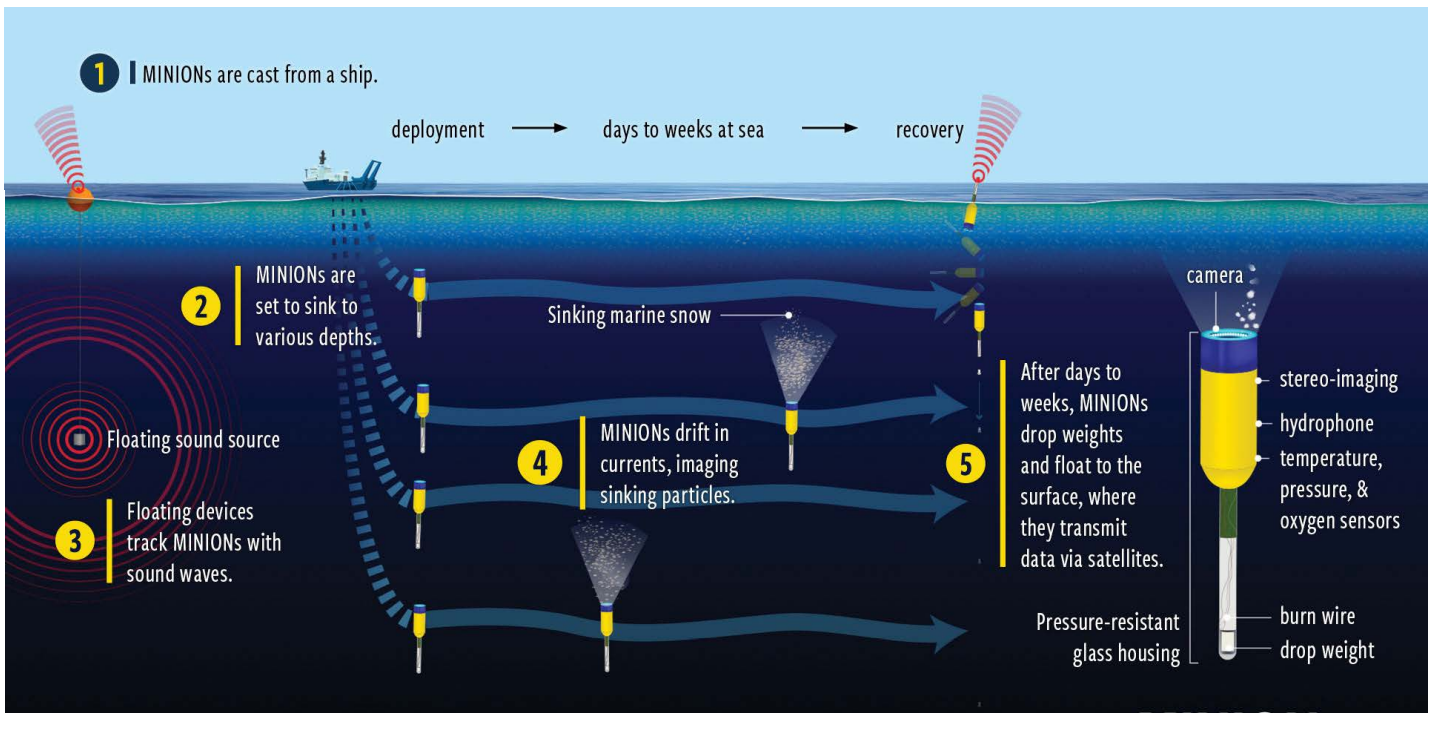 1 MINIONs are cast from a ship.
deployment
days to weeks at sea
recovery
2
MINIONs are
set to sink to
various depths.
Floating sound source
3
Floating devices
track MINIONs with
sound waves.
Sinking marine snow
4
MINIONs drift in
currents, imaging
sinking particles.
5
After days to
weeks, MINIONs
drop weights
and float to the
surface, where
they transmit
data via satellites.
camera
stereo-imaging
hydrophone
temperature,
pressure, &
oxygen sensors
Pressure-resistant
glass housing
burn wire
drop weight